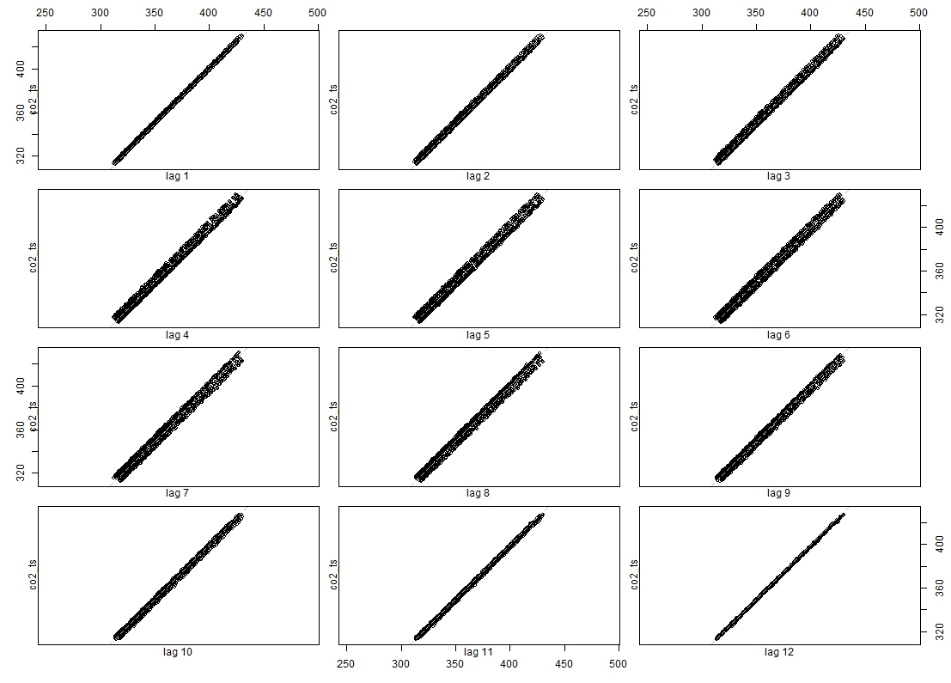 250 300 350 400 450 500
250 300 350 400 450 500
320 360 400
co2_ts
co2_ts
co2_ts
lag 1
lag 2
lag 3
co2_ts
co2_ts
co2_ts
320 360 400
lag 4
lag 5
lag 6
320 360 400
co2_ts
co2_ts
co2_ts
lag 7
lag 8
lag 9
co2_ts
co2_ts
co2_ts
320 360 400
lag 10
lag 11
lag 12
250 300 350 400 450 500